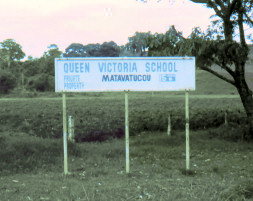 QUEEN VICTORIA SCHOOL
PRIVATE MATAVATUCOU
PROPERTY